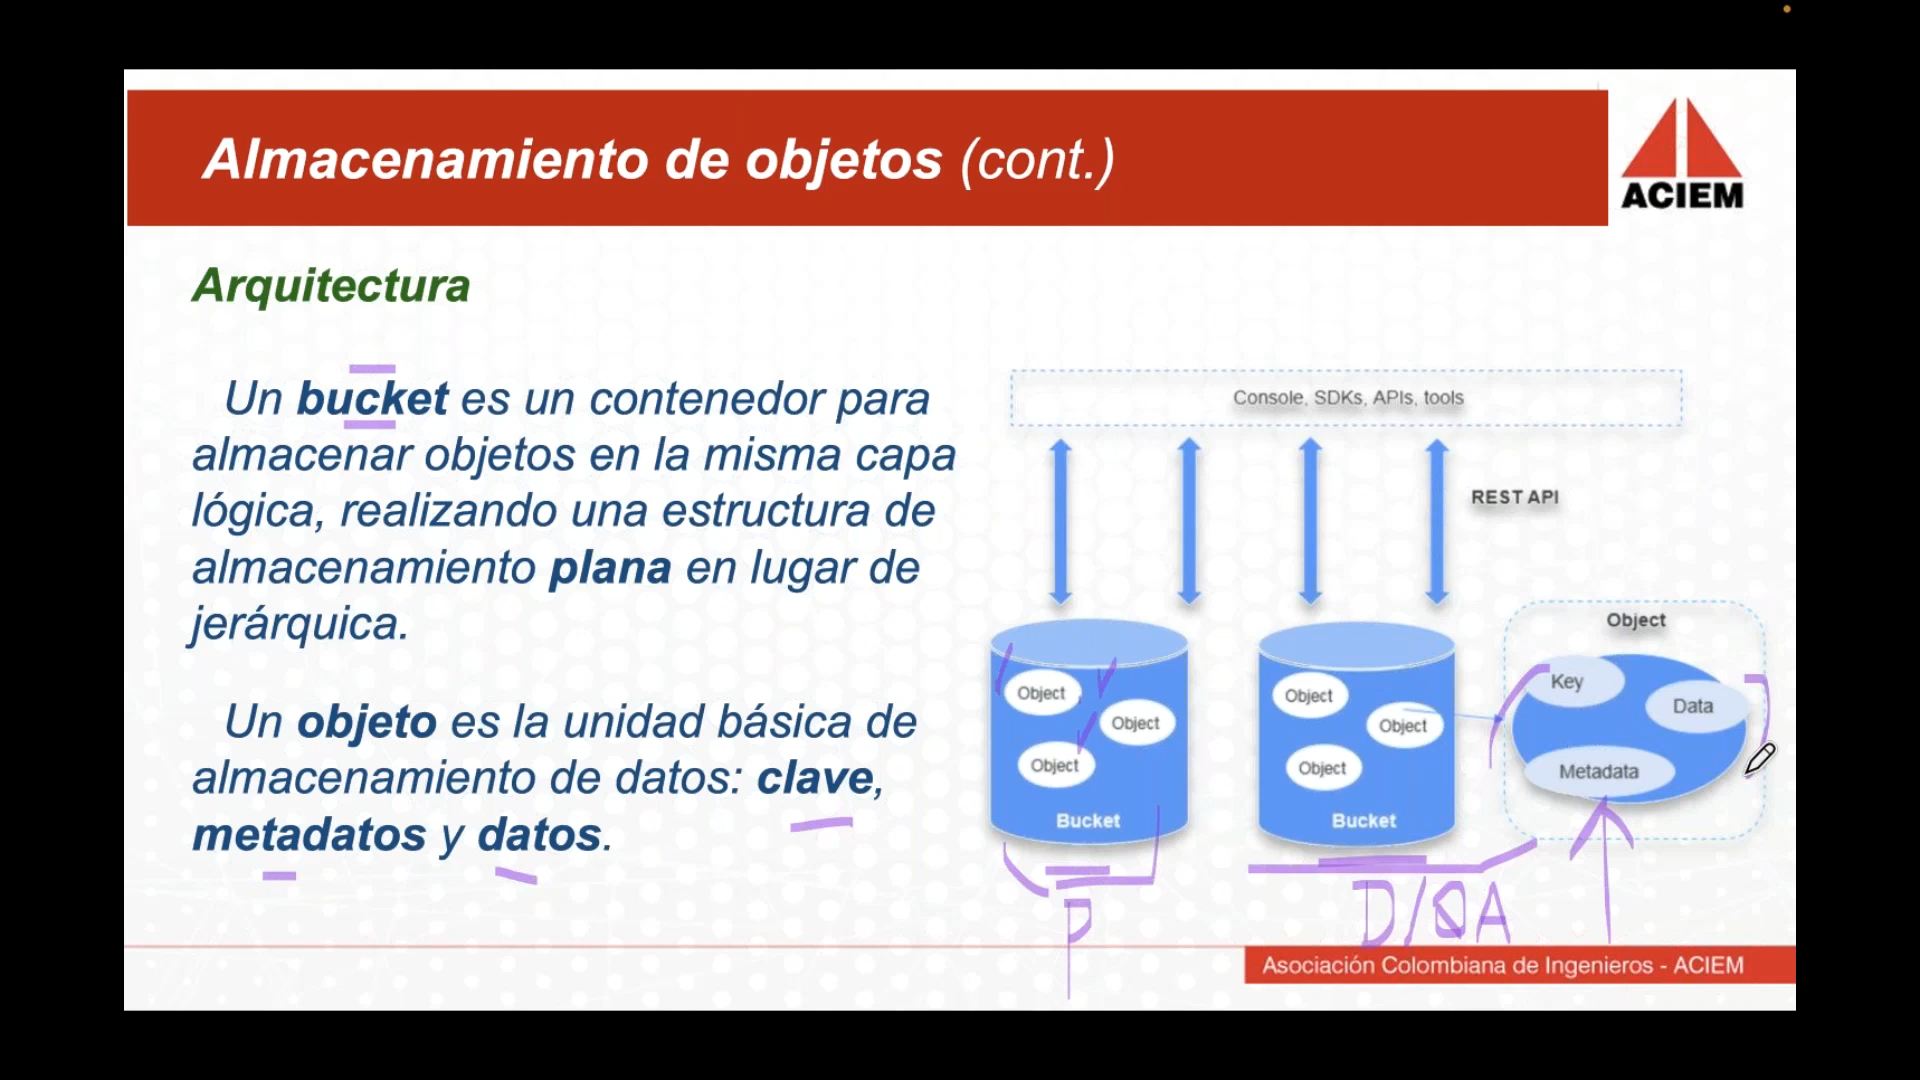 Almacenamiento de objetos (cont.)
ACIEM
Arquitectura
Un bucket es un contenedor para
almacenar objetos en la misma capa
lógica, realizando una estructura de
almacenamiento plana en lugar de
jerárquica.
Un objeto es la unidad básica de
almacenamiento de datos: clave,
metadatos y datos.
Console, SDKs, APIs, tools
REST API
Object
Object
Object
Bucket
Object
Object
Object
Bucket
Object
Key
Data
Metadata
P
D/QA
Asociación Colombiana de Ingenieros - ACIEM